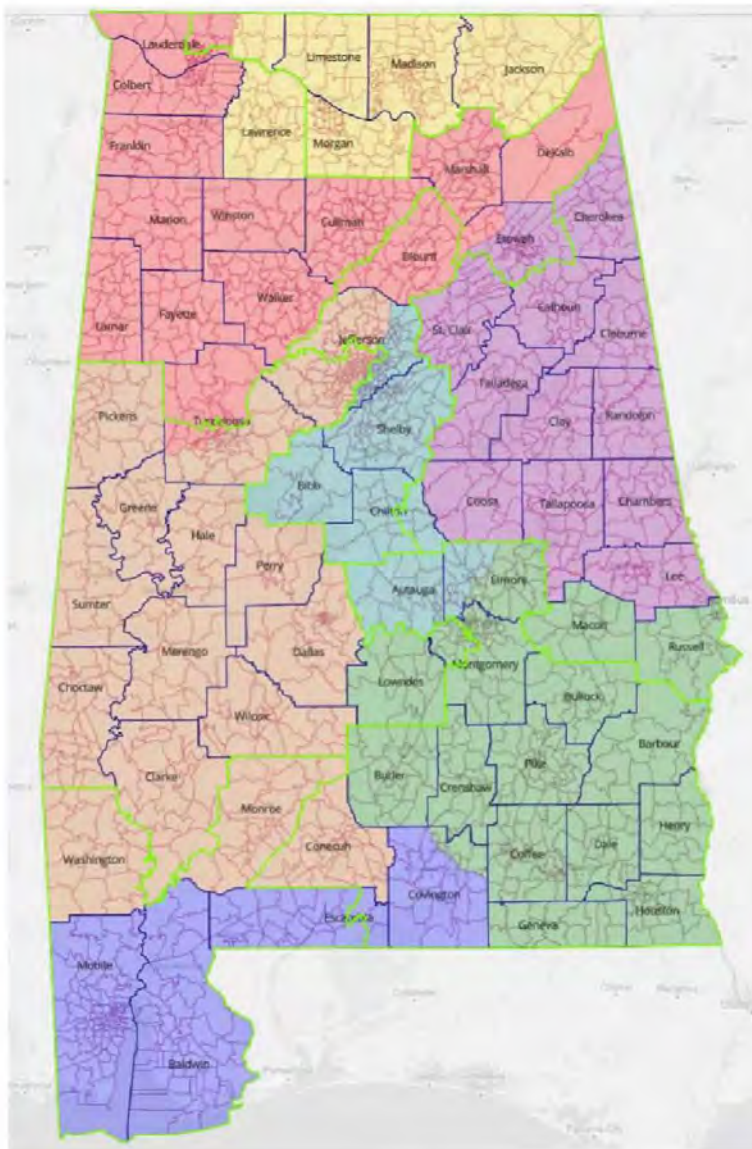 Lauderdale
Limestone
Madison
Jackson
Colbert
Lawrence
Franklin
Morgan
Marshall
DeKalb
Cherokee
Marion
Winston
Cullman
Etowah
Blount
Walker
Calhoun
Lamar
Fayette
Jefferson
St. Clair
Cleburne
Talladega
Pickens
Tuscaloosa
Shelby
Clay
Randolph
Bibb
Greene
Chilton
Coosa
Tallapoosa
Chambers
Hale
Perry
Autauga
Elmore
Lee
Sumter
Macon
Russell
Marengo
Dallas
Montgomery
Lowndes
Bullock
Choctaw
Wilcox
Barbour
Clarke
Butler
Pike
Crenshaw
Monroe
Henry
Washington
Conecuh
Coffee
Dale
Covington
Escambia
Geneva
Houston
Mobile
Baldwin